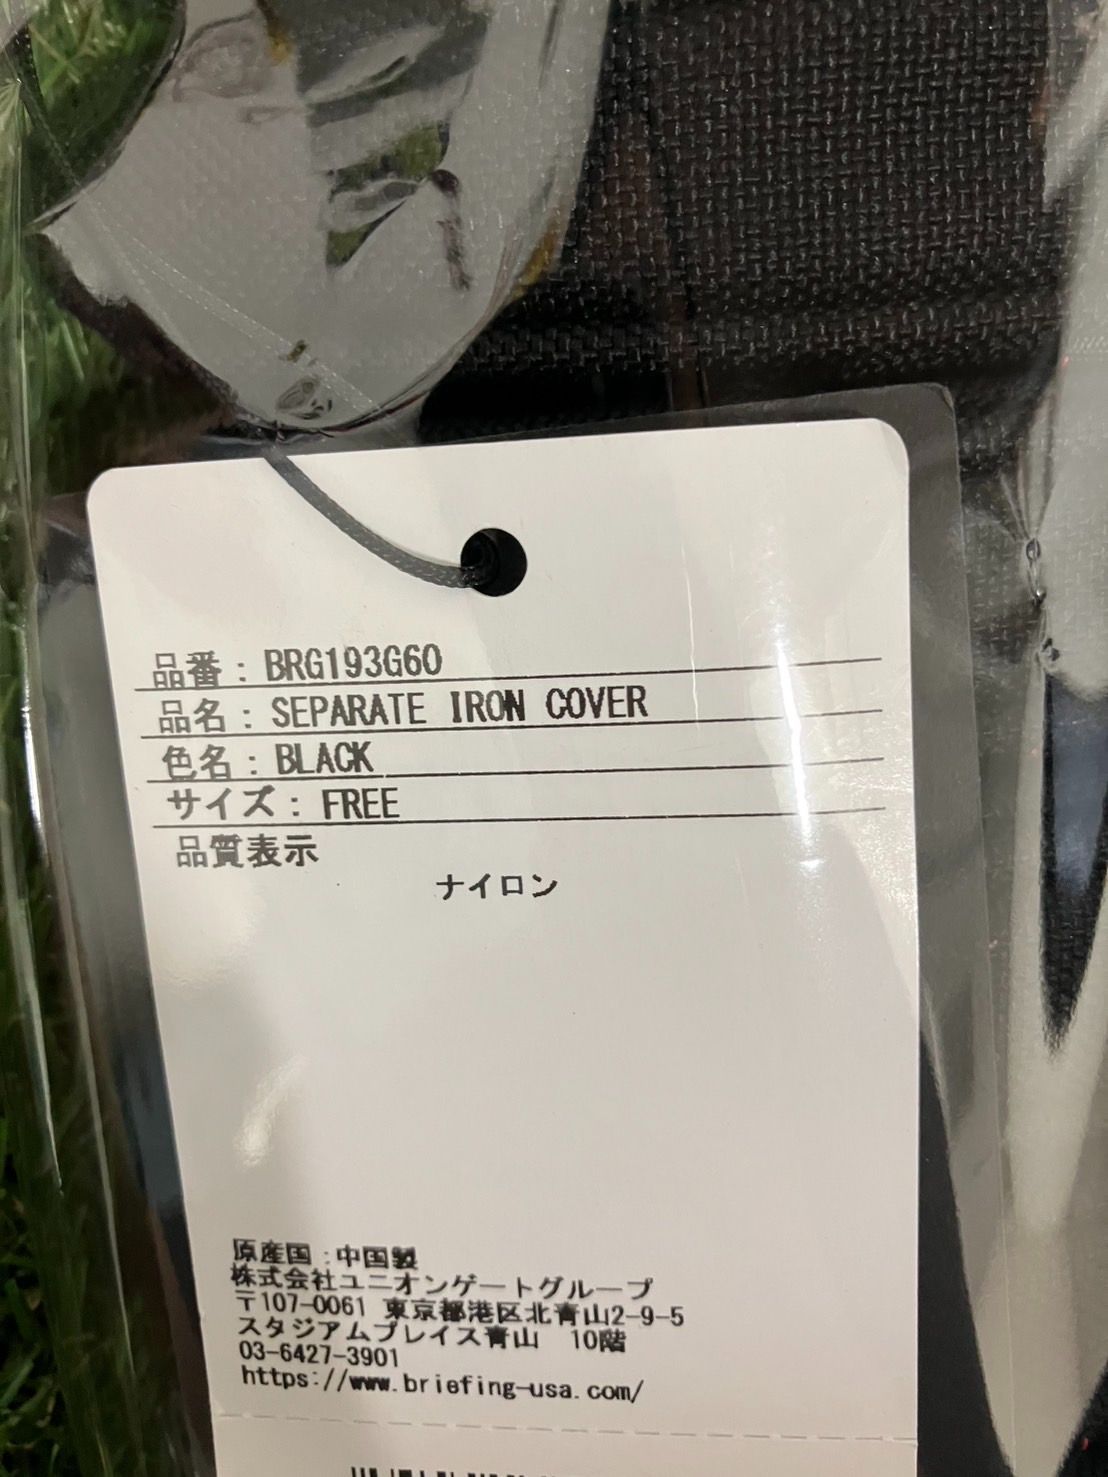 品番: BRG193G60
品名: SEPARATE IRON COVER
色名: BLACK
サイズ: FREE
品質表示
ナイロン
原産国:中国製
株式会社ユニオンゲートグループ
〒107-0061 東京都港区北青山2-9-5
スタジアムプレイス青山 10階
03-6427-3901
https://www.briefing-usa.com/